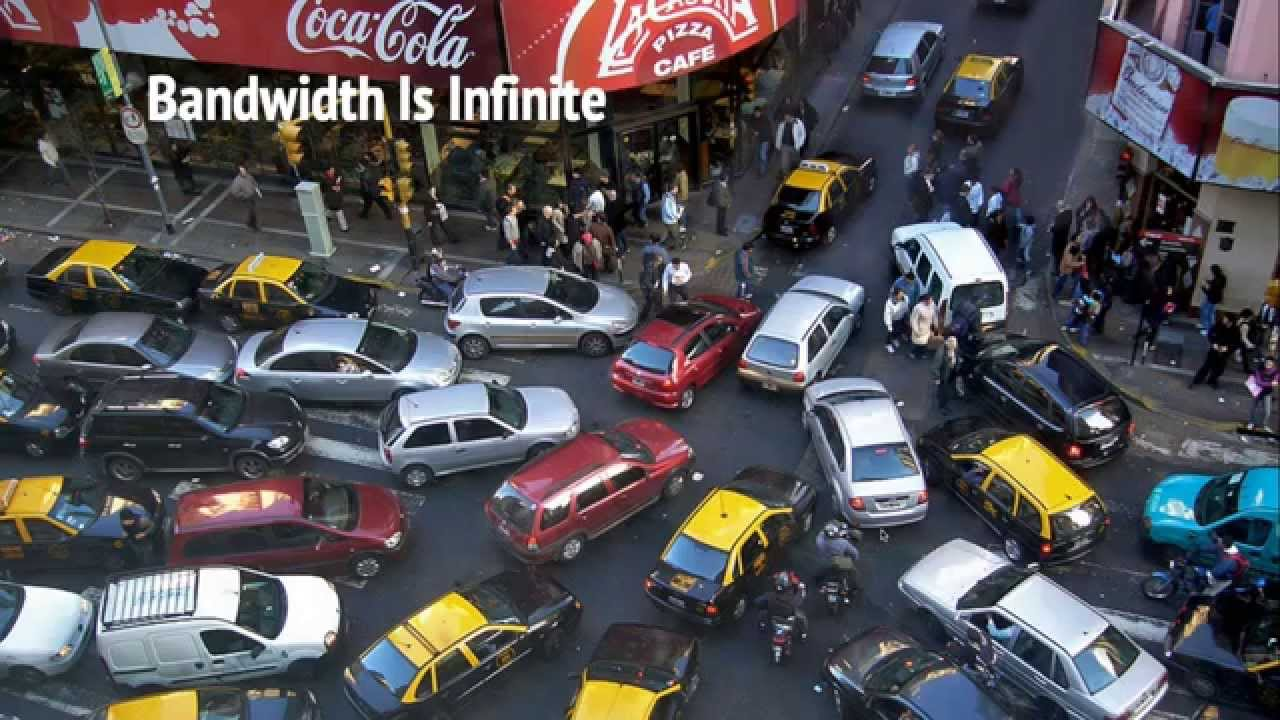 Coca-Cola
PIZZA
CAFE
Bandwidth Is Infinite